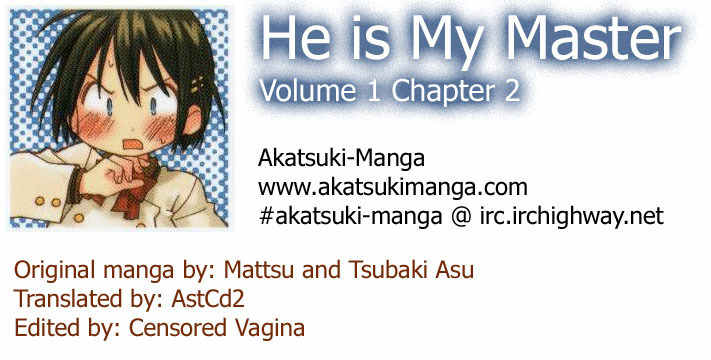 He is My Master
Volume 1 Chapter 2
Akatsuki-Manga
www.akatsukimanga.com
#akatsuki-manga @ irc.irchighway.net
Original manga by: Mattsu and Tsubaki Asu
Translated by: AstCd2
Edited by: Censored Vagina